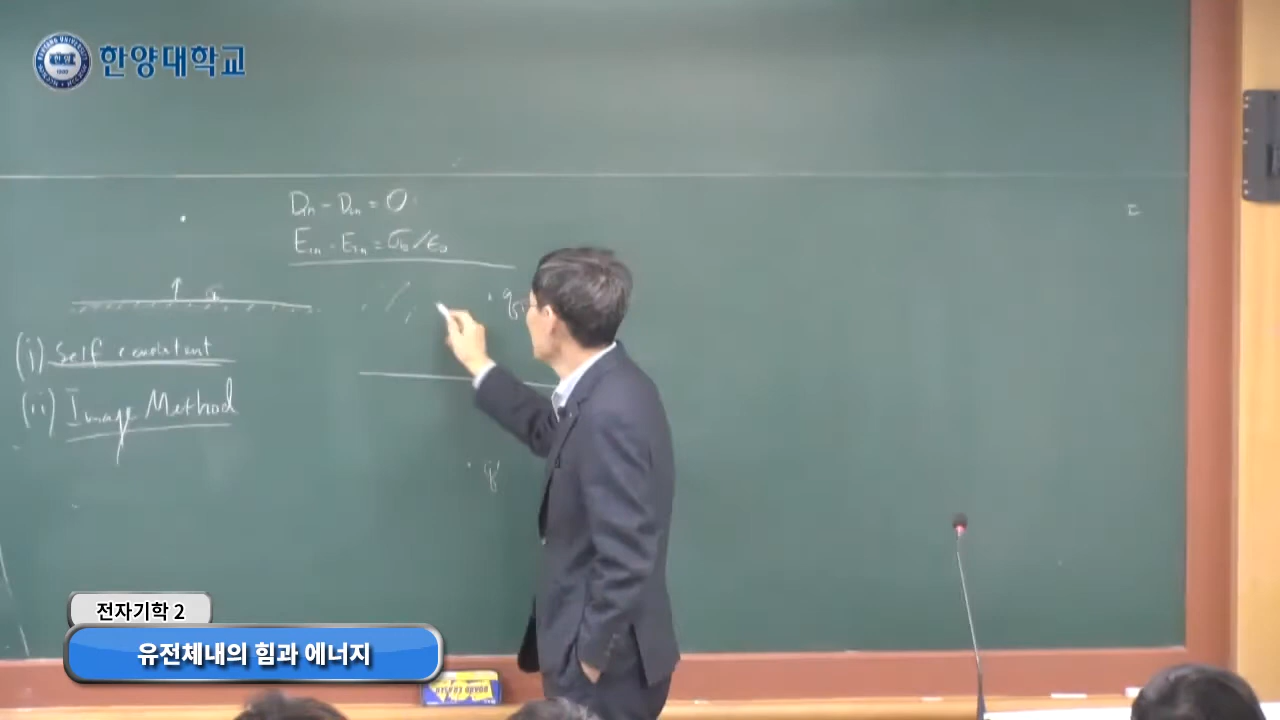 한양대학교
D₁ₙ - D₂ₙ = 0
E₁ₙ - E₂ₙ = σb/ε₀
q
(i) Self consistent
(ii) Image Method
q'
전자기학 2
유전체내의 힘과 에너지